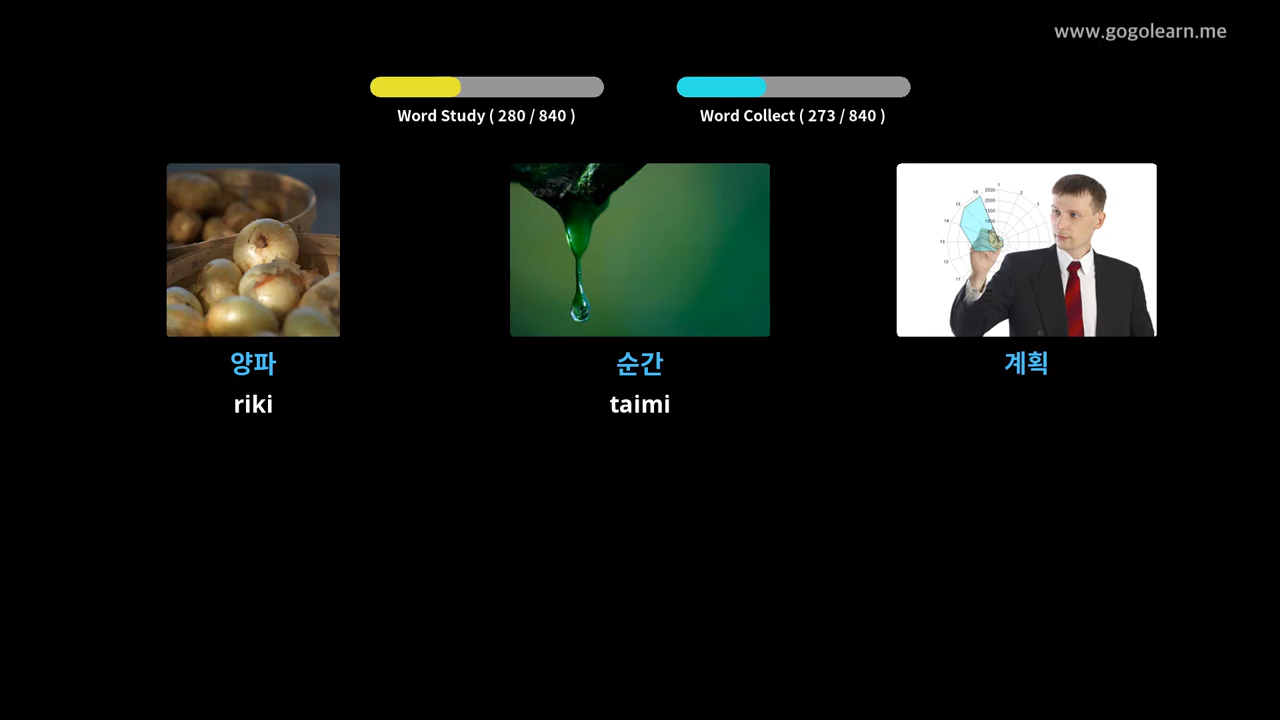 www.gogolearn.me
Word Study ( 280 / 840 )
Word Collect ( 273 / 840 )
양파
순간
계획
riki
taimi